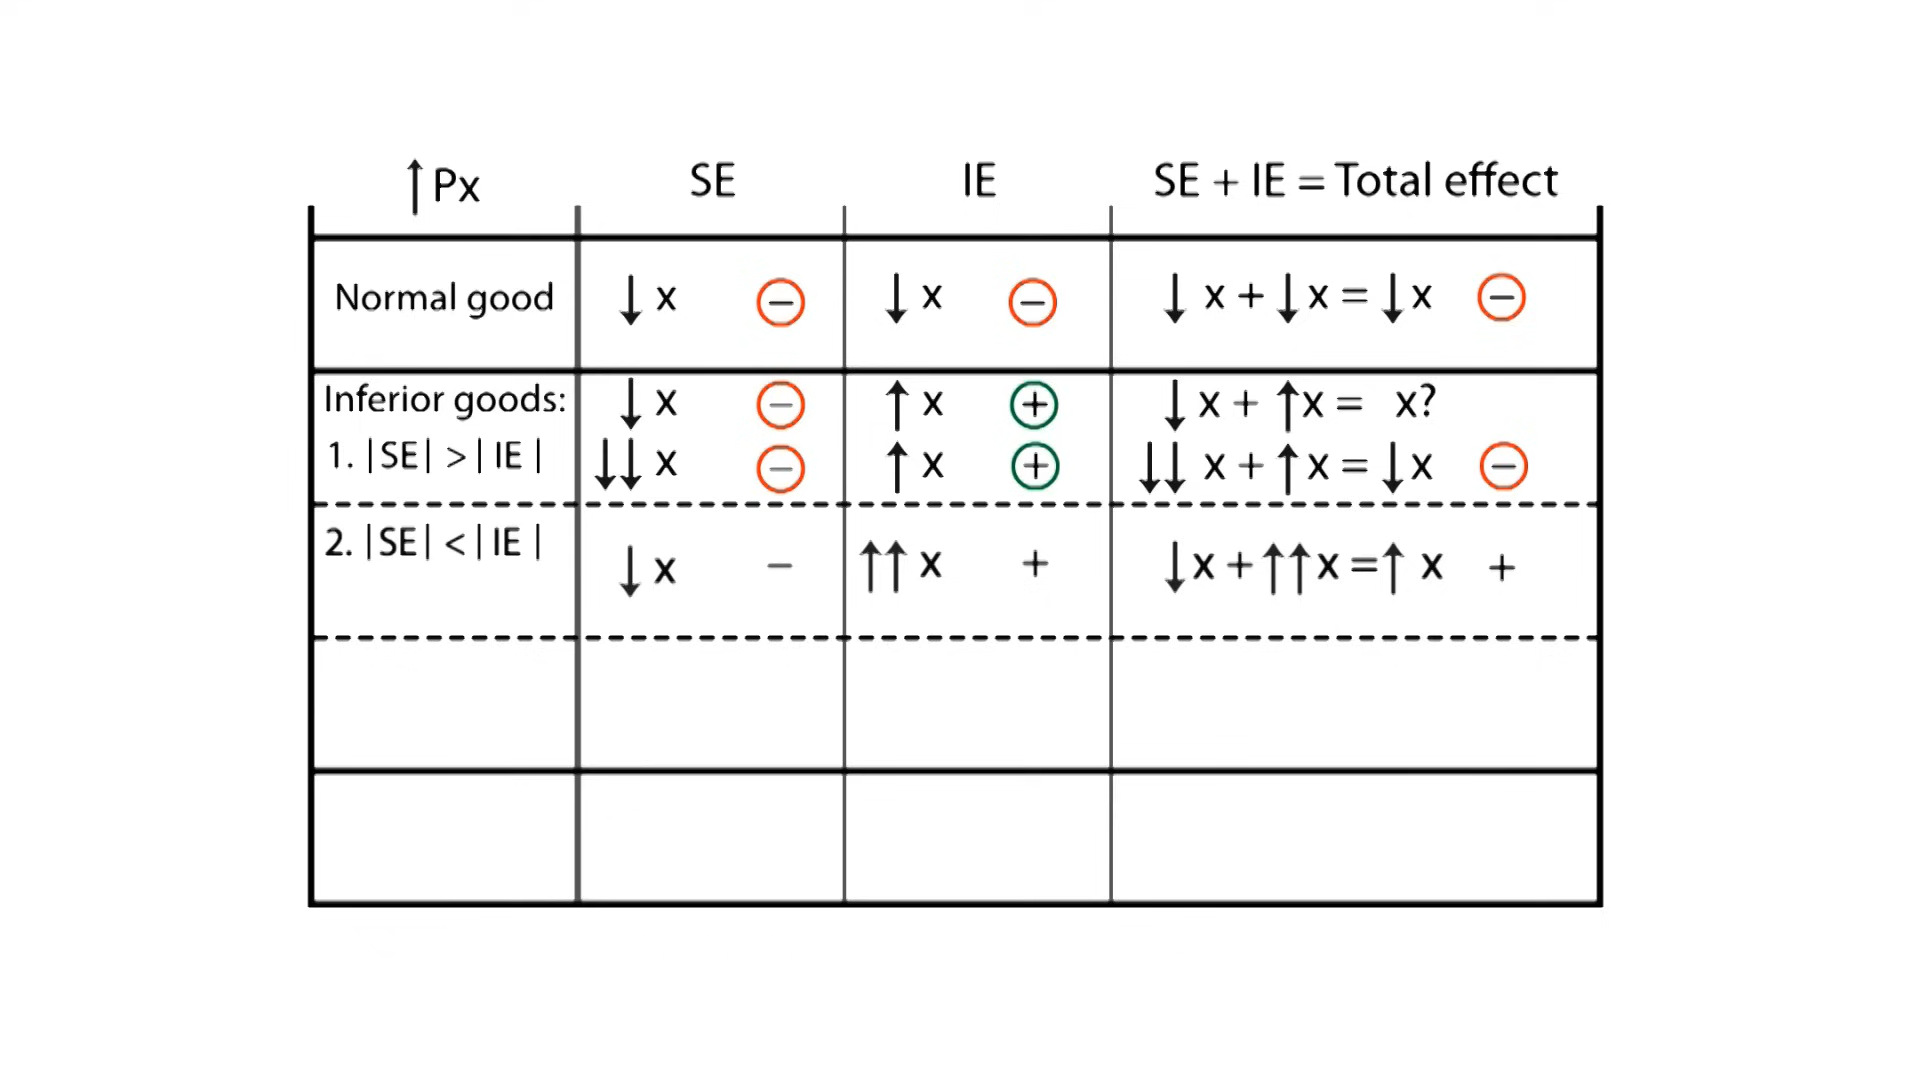 ↑Px SE IE SE + IE = Total effect
Normal good ↓x ⊖ ↓x ⊖ ↓x + ↓x = ↓x ⊖
Inferior goods: ↓x ⊖ ↑x ⊕ ↓x + ↑x = x?
1. |SE| > |IE| ↓↓x ⊖ ↑x ⊕ ↓↓x + ↑x = ↓x ⊖
2. |SE| < |IE| ↓x − ↑↑x + ↓x + ↑↑x = ↑x +